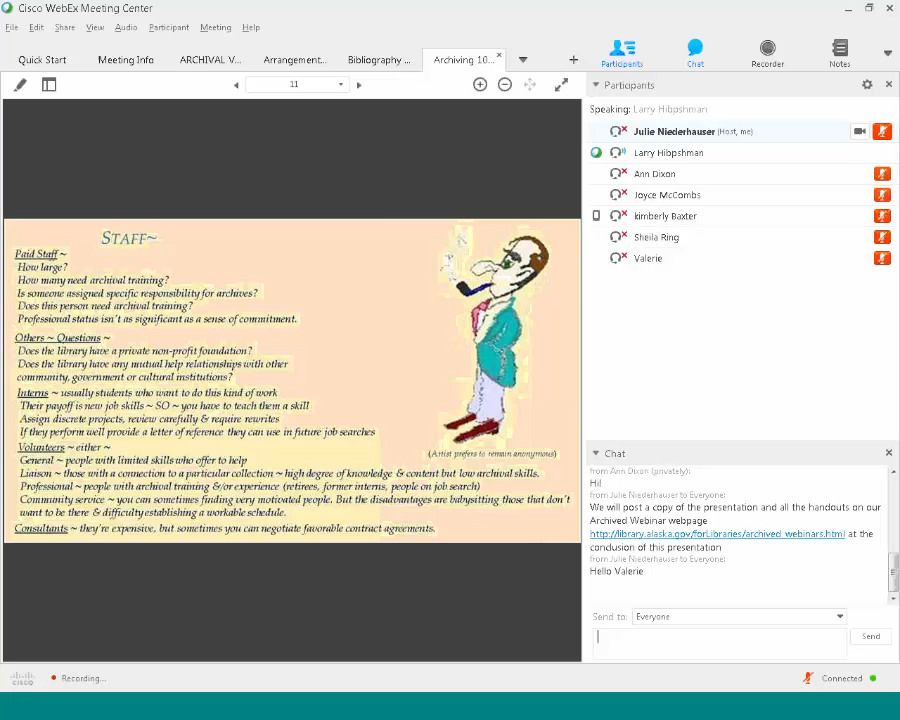 Cisco WebEx Meeting Center
File Edit Share View Audio Participant Meeting Help
Quick Start Meeting Info ARCHIVAL V... Arrangement... Bibliography ... Archiving 10...
Participants Chat Recorder Notes
11
Participants
Speaking: Larry Hibpshman
Julie Niederhauser (Host, me)
Larry Hibpshman
Ann Dixon
Joyce McCombs
kimberly Baxter
Sheila Ring
Valerie
STAFF~
Paid Staff ~
How large?
How many need archival training?
Is someone assigned specific responsibility for archives?
Does this person need archival training?
Professional status isn't as significant as a sense of commitment.
Others ~ Questions ~
Does the library have a private non-profit foundation?
Does the library have any mutual help relationships with other
community, government or cultural institutions?
Interns ~ usually students who want to do this kind of work
Their payoff is new job skills ~ SO ~ you have to teach them a skill
Assign discrete projects, review carefully & require rewrites
If they perform well provide a letter of reference they can use in future job searches
Volunteers ~ either ~
General ~ people with limited skills who offer to help
Liaison ~ those with a connection to a particular collection ~ high degree of knowledge & content but low archival skills.
Professional ~ people with archival training &/or experience (retirees, former interns, people on job search)
Community service ~ you can sometimes finding very motivated people. But the disadvantages are babysitting those that don't
want to be there & difficulty establishing a workable schedule.
Consultants ~ they're expensive, but sometimes you can negotiate favorable contract agreements.
(Artist prefers to remain anonymous)
Chat
from Ann Dixon (privately):
Hi!
from Julie Niederhauser to Everyone:
We will post a copy of the presentation and all the handouts on our
Archived Webinar webpage
http://library.alaska.gov/forLibraries/archived_webinars.html at the
conclusion of this presentation
from Julie Niederhauser to Everyone:
Hello Valerie
Send to: Everyone
Send
CISCO Recording... Connected